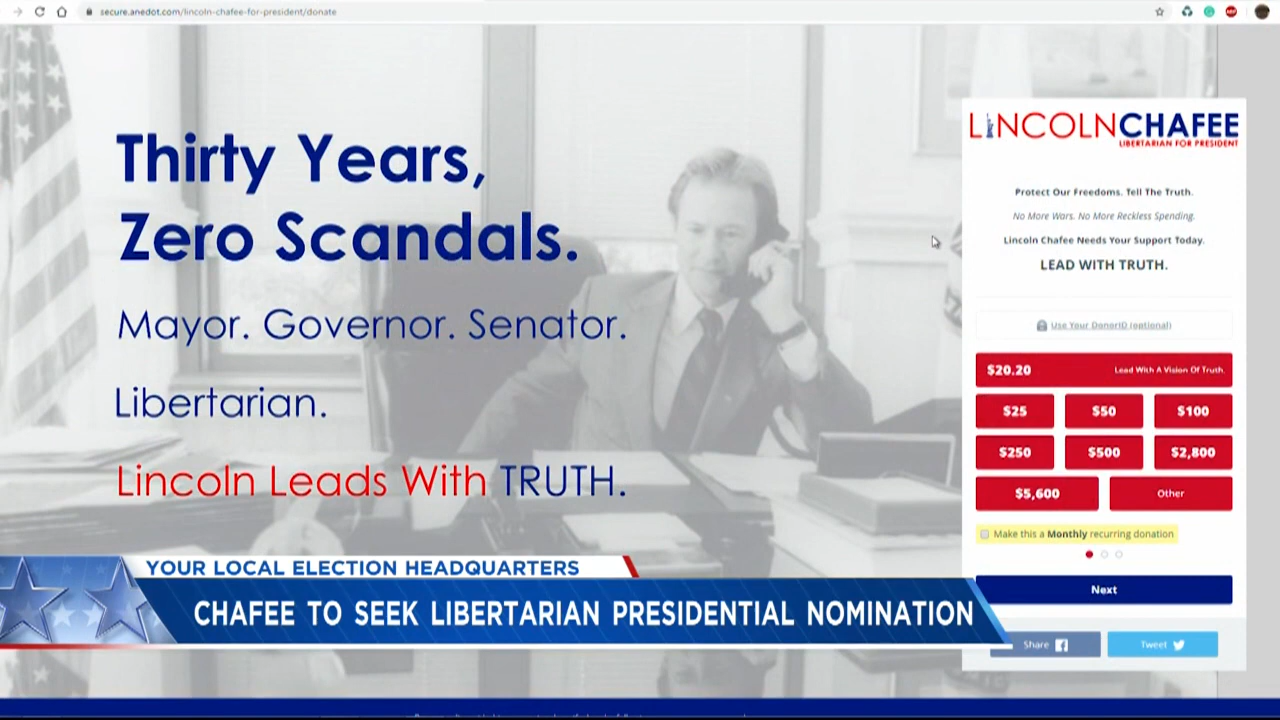 secure.anedot.com/lincoln-chafee-for-president/donate
Thirty Years,
Zero Scandals.
Mayor. Governor. Senator.
Libertarian.
Lincoln Leads With TRUTH.
LINCOLNCHAFEE
LIBERTARIAN FOR PRESIDENT
Protect Our Freedoms. Tell The Truth.
No More Wars. No More Reckless Spending.
Lincoln Chafee Needs Your Support Today.
LEAD WITH TRUTH.
Use Your DonorID (optional)
$20.20 Lead With A Vision Of Truth.
$25 $50 $100
$250 $500 $2,800
$5,600 Other
Make this a Monthly recurring donation
Next
Share Tweet
YOUR LOCAL ELECTION HEADQUARTERS
CHAFEE TO SEEK LIBERTARIAN PRESIDENTIAL NOMINATION